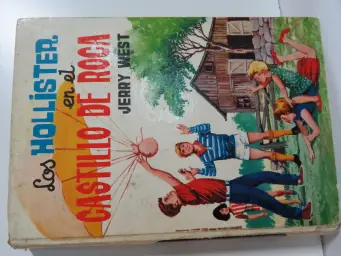 Los HOLLISTER
en el
CASTILLO DE ROCA
JERRY WEST